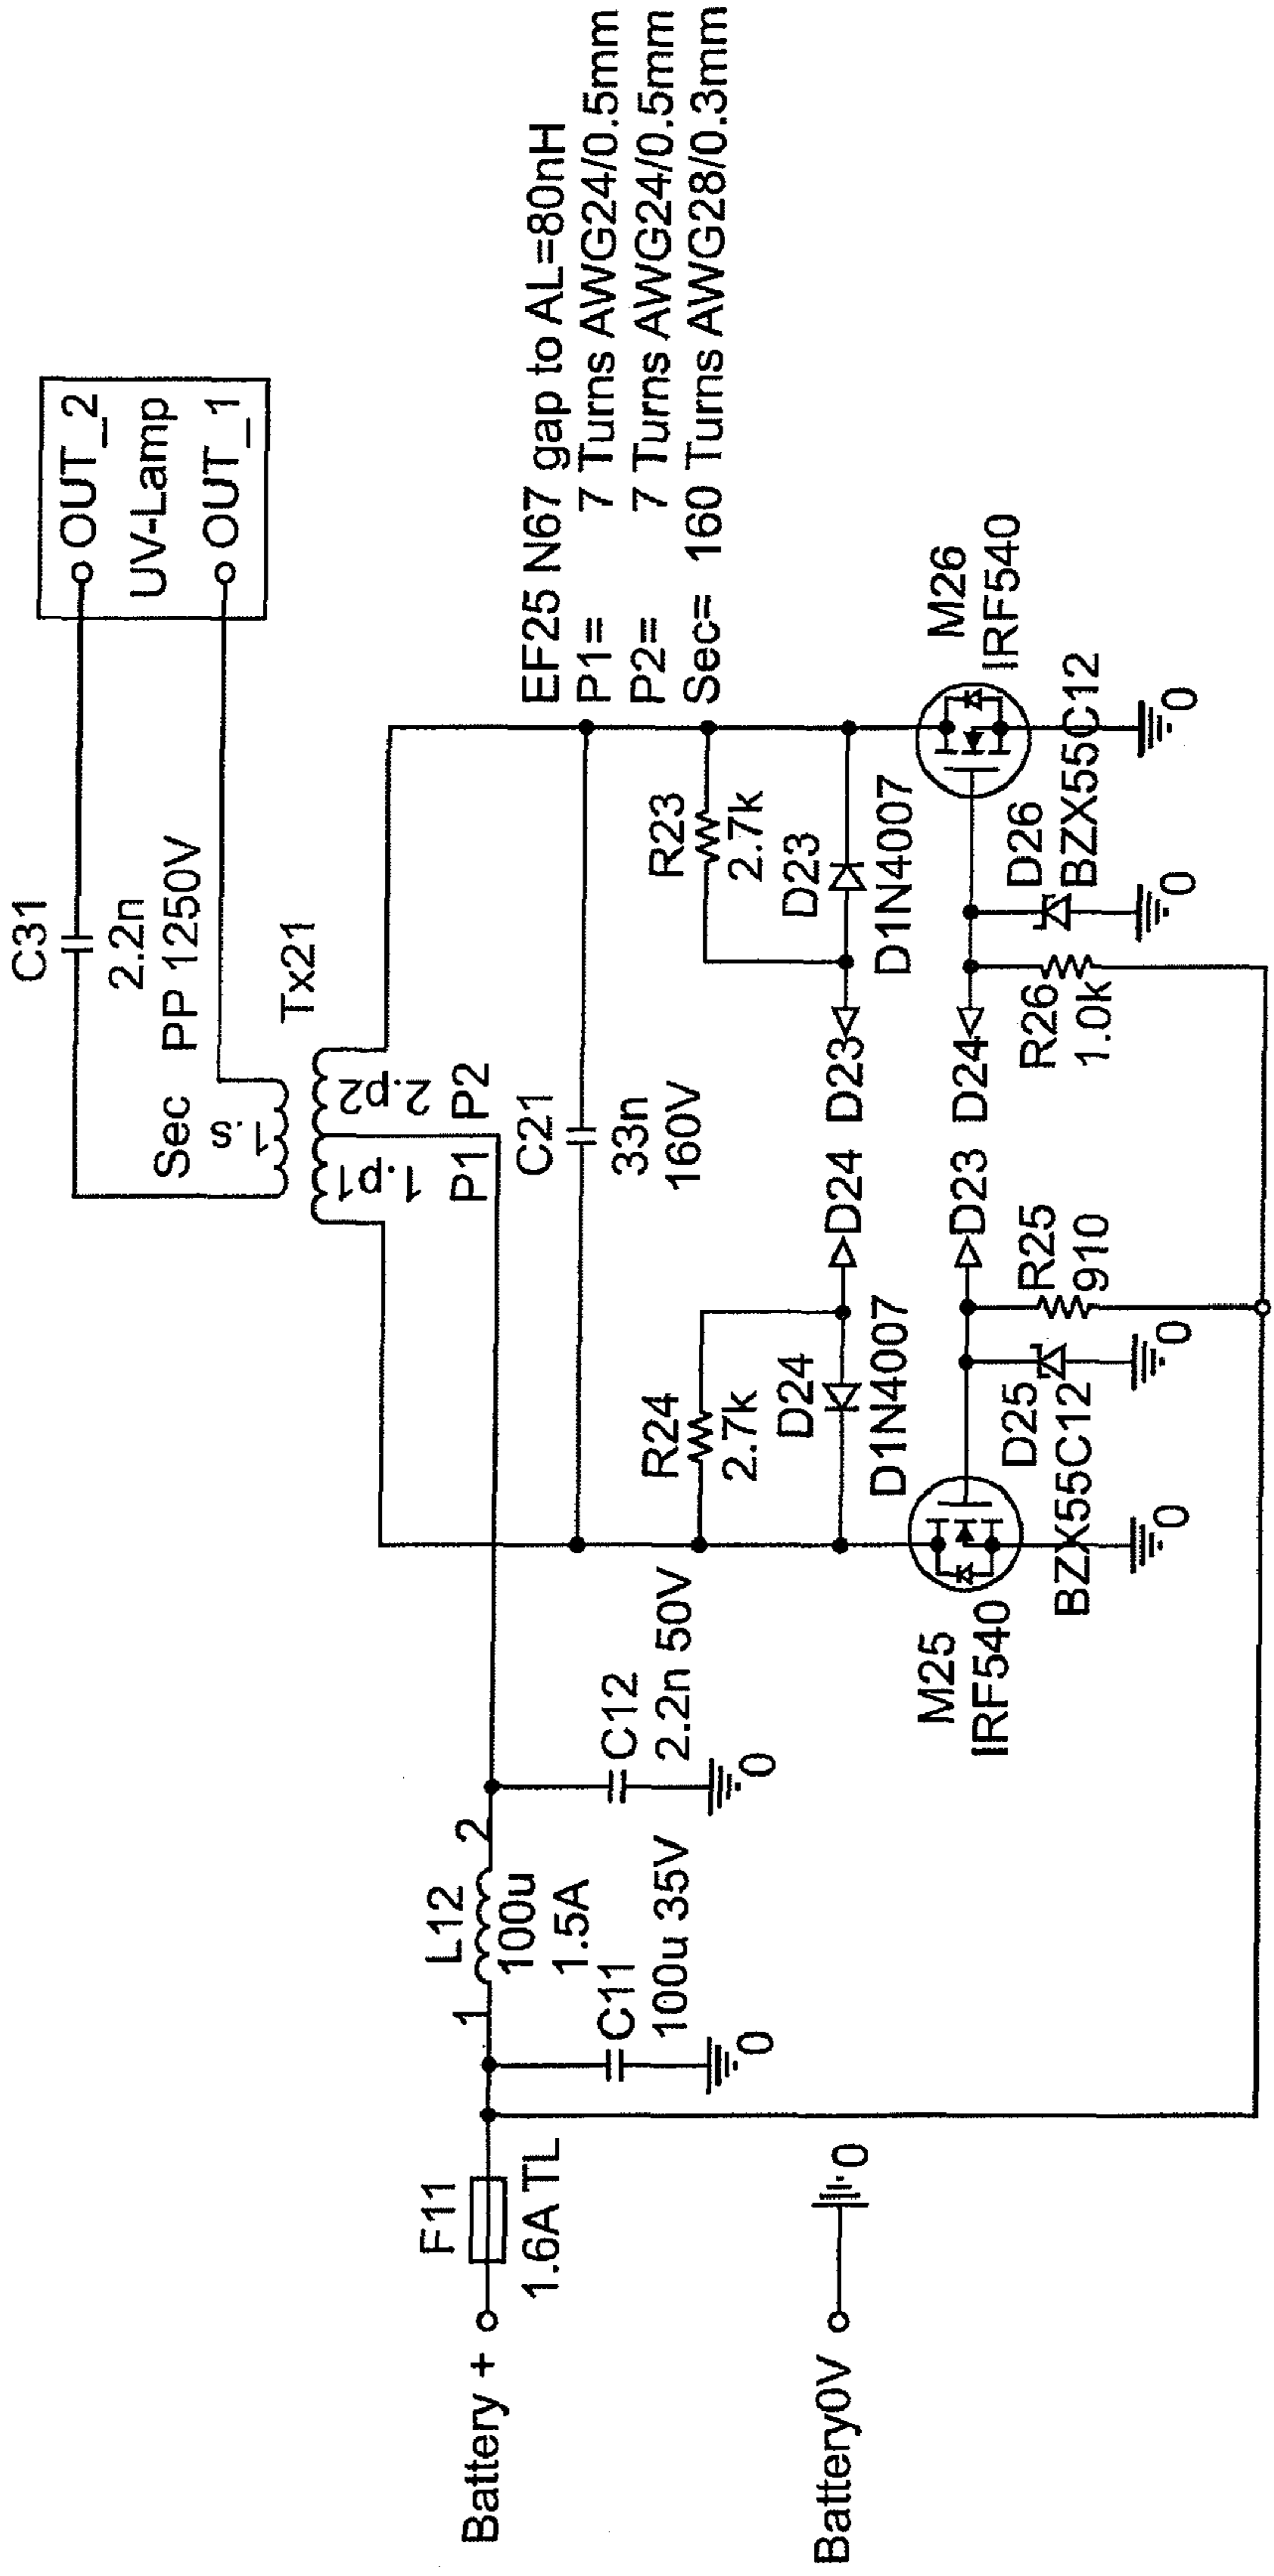 C31
2.2n
PP 1250V
OUT_2
UV-Lamp
OUT_1
Sec
1.s
Tx21
1.p1
2.p2
P1
P2
EF25 N67 gap to AL=80nH
P1= 7 Turns AWG24/0.5mm
P2= 7 Turns AWG24/0.5mm
Sec= 160 Turns AWG28/0.3mm
Battery +
F11
1.6A TL
1
L12
2
100u
1.5A
C11
100u 35V
0
C12
2.2n 50V
0
C21
33n
160V
R24
2.7k
R23
2.7k
D24
D1N4007
D24
D23
D23
D1N4007
M25
IRF540
D23
D24
M26
IRF540
D25
BZX55C12
R25
910
R26
1.0k
D26
BZX55C12
0
0
0
0
Battery0V
0